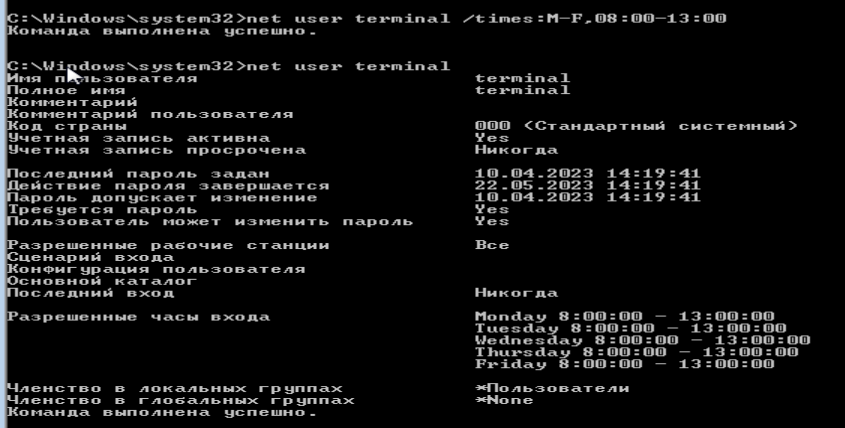 C:\Windows\system32>net user terminal /times:M-F,08:00-13:00
Команда выполнена успешно.
C:\Windows\system32>net user terminal
Имя пользователя terminal
Полное имя terminal
Комментарий
Комментарий пользователя
Код страны 000 (Стандартный системный)
Учетная запись активна Yes
Учетная запись просрочена Никогда
Последний пароль задан 10.04.2023 14:19:41
Действие пароля завершается 22.05.2023 14:19:41
Пароль допускает изменение 10.04.2023 14:19:41
Требуется пароль Yes
Пользователь может изменить пароль Yes
Разрешенные рабочие станции Все
Сценарий входа
Конфигурация пользователя
Основной каталог
Последний вход Никогда
Разрешенные часы входа Monday 8:00:00 - 13:00:00
Tuesday 8:00:00 - 13:00:00
Wednesday 8:00:00 - 13:00:00
Thursday 8:00:00 - 13:00:00
Friday 8:00:00 - 13:00:00
Членство в локальных группах *Пользователи
Членство в глобальных группах *None
Команда выполнена успешно.